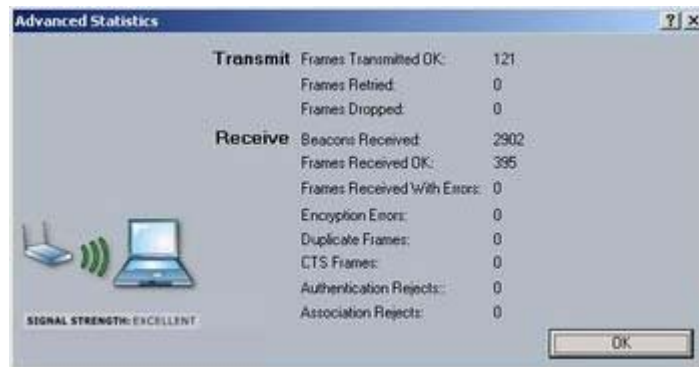 Advanced Statistics
Transmit Frames Transmitted OK: 121
Frames Retried: 0
Frames Dropped: 0
Receive Beacons Received: 2902
Frames Received OK: 395
Frames Received With Errors: 0
Encryption Errors: 0
Duplicate Frames: 0
CTS Frames: 0
Authentication Rejects:: 0
Association Rejects: 0
SIGNAL STRENGTH: EXCELLENT
OK